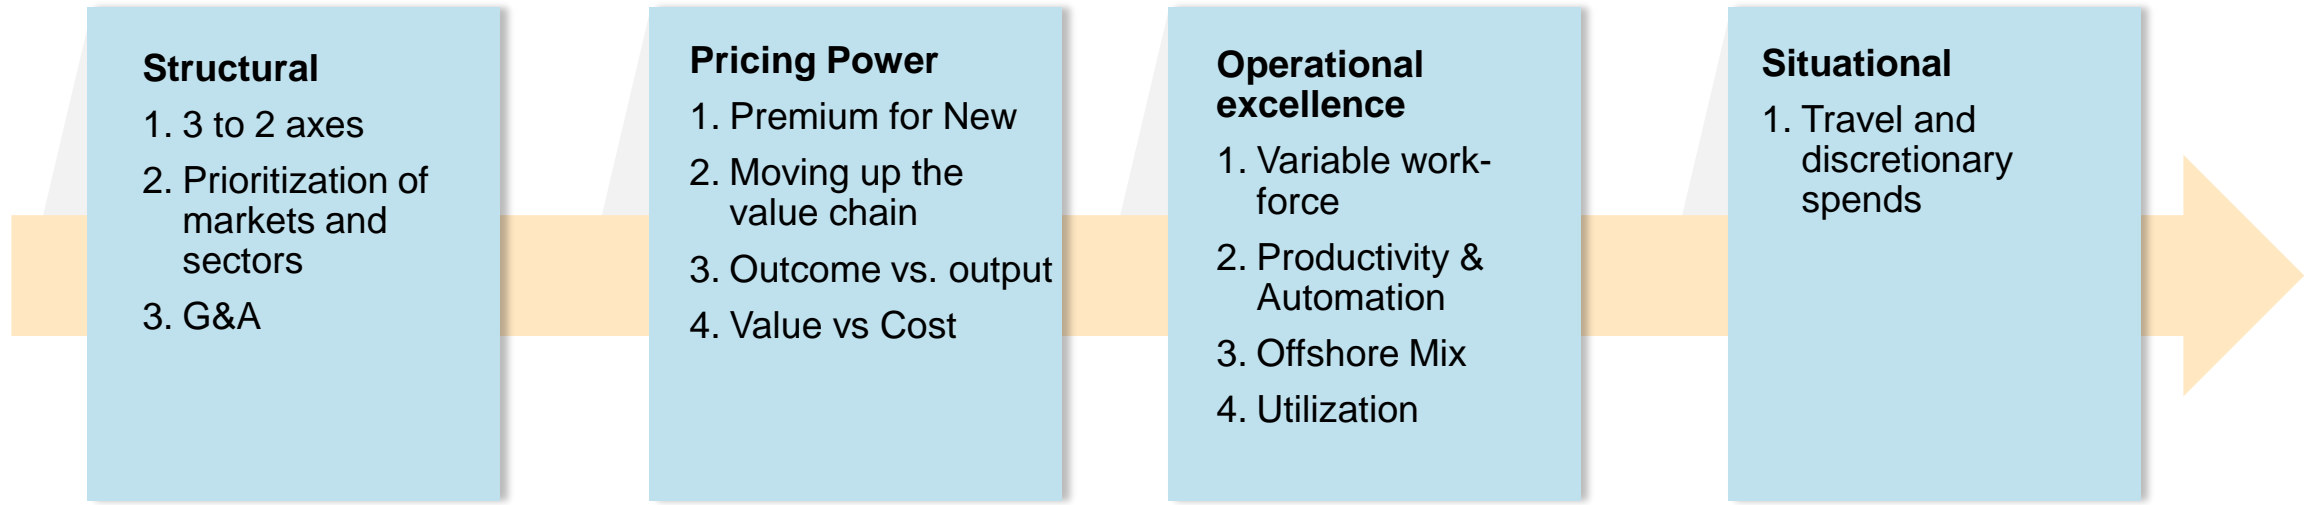 Structural
1. 3 to 2 axes
2. Prioritization of
markets and
sectors
3. G&A
Pricing Power
1. Premium for New
2. Moving up the
value chain
3. Outcome vs. output
4. Value vs Cost
Operational
excellence
1. Variable work-
force
2. Productivity &
Automation
3. Offshore Mix
4. Utilization
Situational
1. Travel and
discretionary
spends